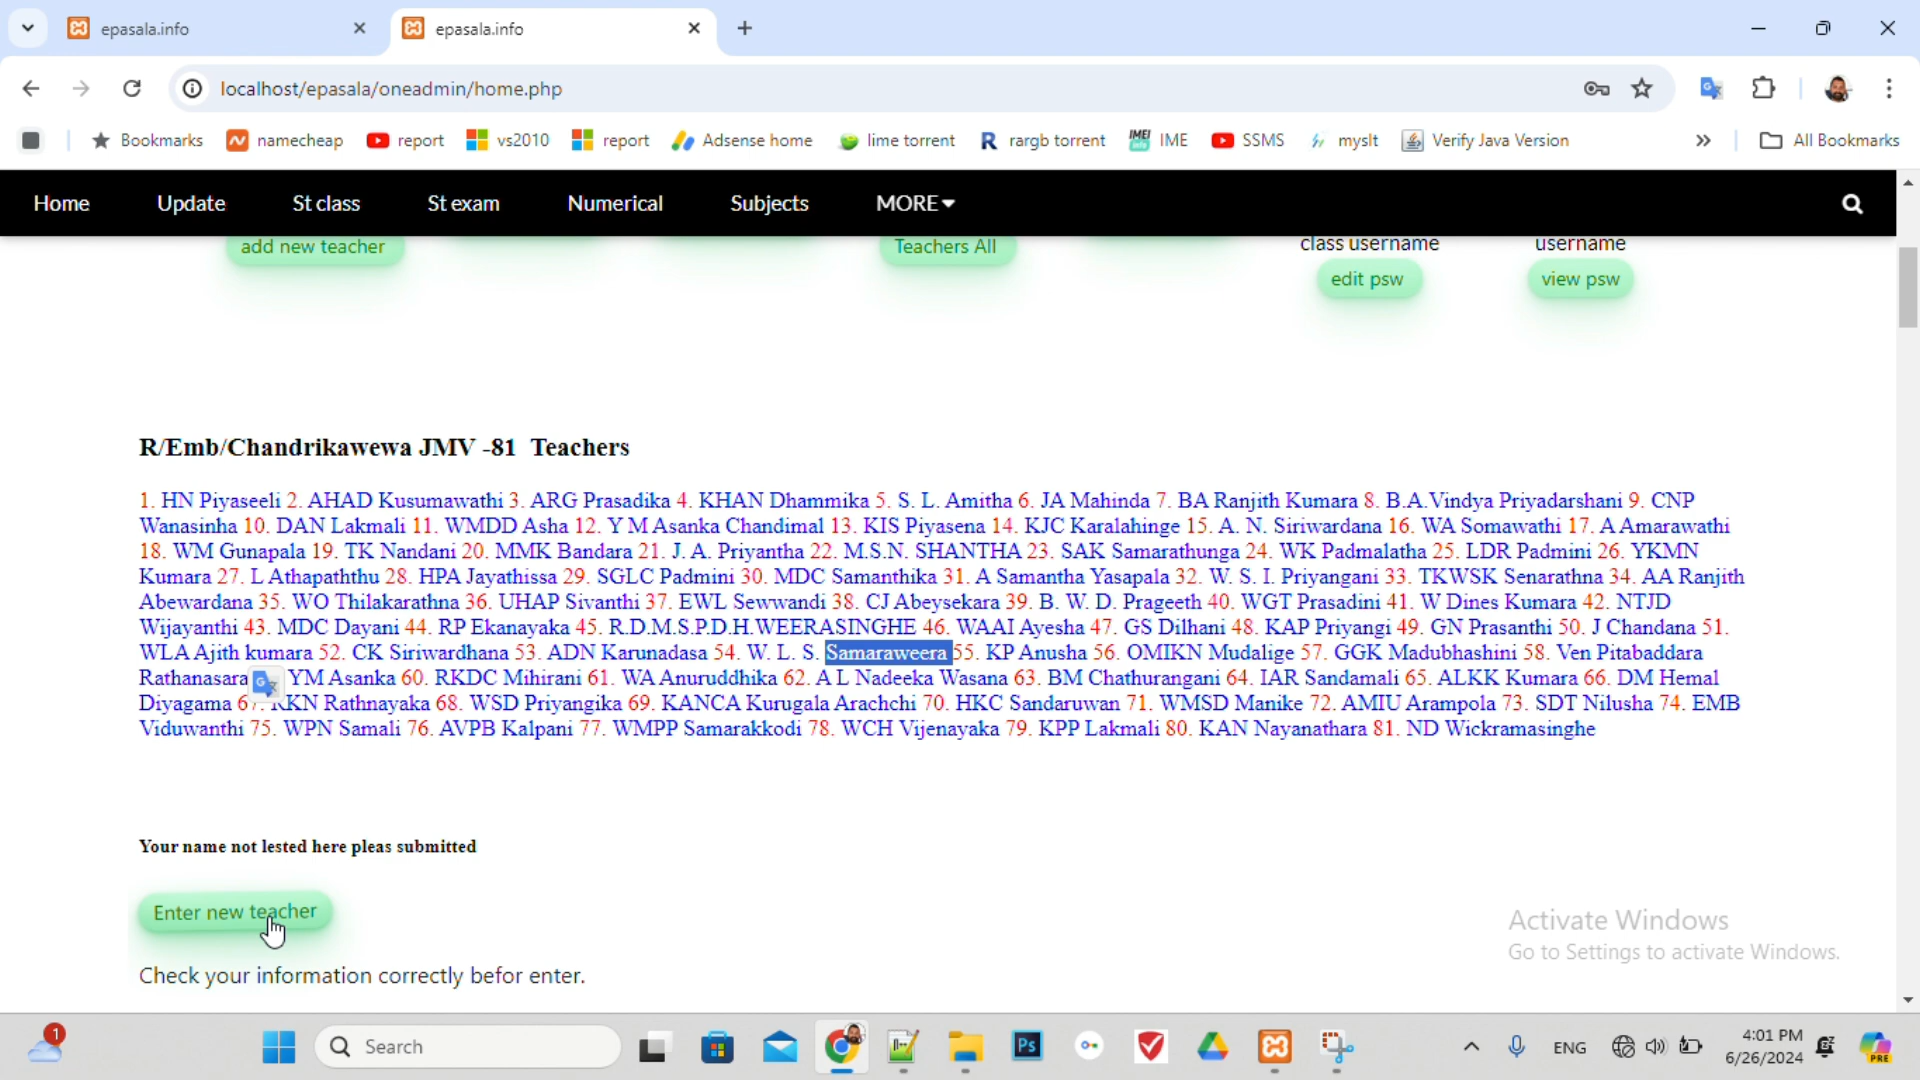 epasala.info
epasala.info
localhost/epasala/oneadmin/home.php
Bookmarks namecheap report vs2010 report Adsense home lime torrent rargb torrent IME SSMS myslt Verify Java Version » All Bookmarks
Home Update St class St exam Numerical Subjects MORE
add new teacher Teachers All class username username
edit psw view psw
R/Emb/Chandrikawewa JMV -81 Teachers
1. HN Piyaseeli 2. AHAD Kusumawathi 3. ARG Prasadika 4. KHAN Dhammika 5. S. L. Amitha 6. JA Mahinda 7. BA Ranjith Kumara 8. B.A.Vindya Priyadarshani 9. CNP
Wanasinha 10. DAN Lakmali 11. WMDD Asha 12. Y M Asanka Chandimal 13. KIS Piyasena 14. KJC Karalahinge 15. A. N. Siriwardana 16. WA Somawathi 17. A Amarawathi
18. WM Gunapala 19. TK Nandani 20. MMK Bandara 21. J. A. Priyantha 22. M.S.N. SHANTHA 23. SAK Samarathunga 24. WK Padmalatha 25. LDR Padmini 26. YKMN
Kumara 27. L Athapaththu 28. HPA Jayathissa 29. SGLC Padmini 30. MDC Samanthika 31. A Samantha Yasapala 32. W. S. I. Priyangani 33. TKWSK Senarathna 34. AA Ranjith
Abewardana 35. WO Thilakarathna 36. UHAP Sivanthi 37. EWL Sewwandi 38. CJ Abeysekara 39. B. W. D. Prageeth 40. WGT Prasadini 41. W Dines Kumara 42. NTJD
Wijayanthi 43. MDC Dayani 44. RP Ekanayaka 45. R.D.M.S.P.D.H.WEERASINGHE 46. WAAI Ayesha 47. GS Dilhani 48. KAP Priyangi 49. GN Prasanthi 50. J Chandana 51.
WLA Ajith kumara 52. CK Siriwardhana 53. ADN Karunadasa 54. W. L. S. Samaraweera 55. KP Anusha 56. OMIKN Mudalige 57. GGK Madubhashini 58. Ven Pitabaddara
Rathanasara YM Asanka 60. RKDC Mihirani 61. WA Anuruddhika 62. A L Nadeeka Wasana 63. BM Chathurangani 64. IAR Sandamali 65. ALKK Kumara 66. DM Hemal
Diyagama 67. RKN Rathnayaka 68. WSD Priyangika 69. KANCA Kurugala Arachchi 70. HKC Sandaruwan 71. WMSD Manike 72. AMIU Arampola 73. SDT Nilusha 74. EMB
Viduwanthi 75. WPN Samali 76. AVPB Kalpani 77. WMPP Samarakkodi 78. WCH Vijenayaka 79. KPP Lakmali 80. KAN Nayanathara 81. ND Wickramasinghe
Your name not lested here pleas submitted
Enter new teacher
Check your information correctly befor enter.
Activate Windows
Go to Settings to activate Windows.
1 Search Ps ENG 4:01 PM
6/26/2024 PRE